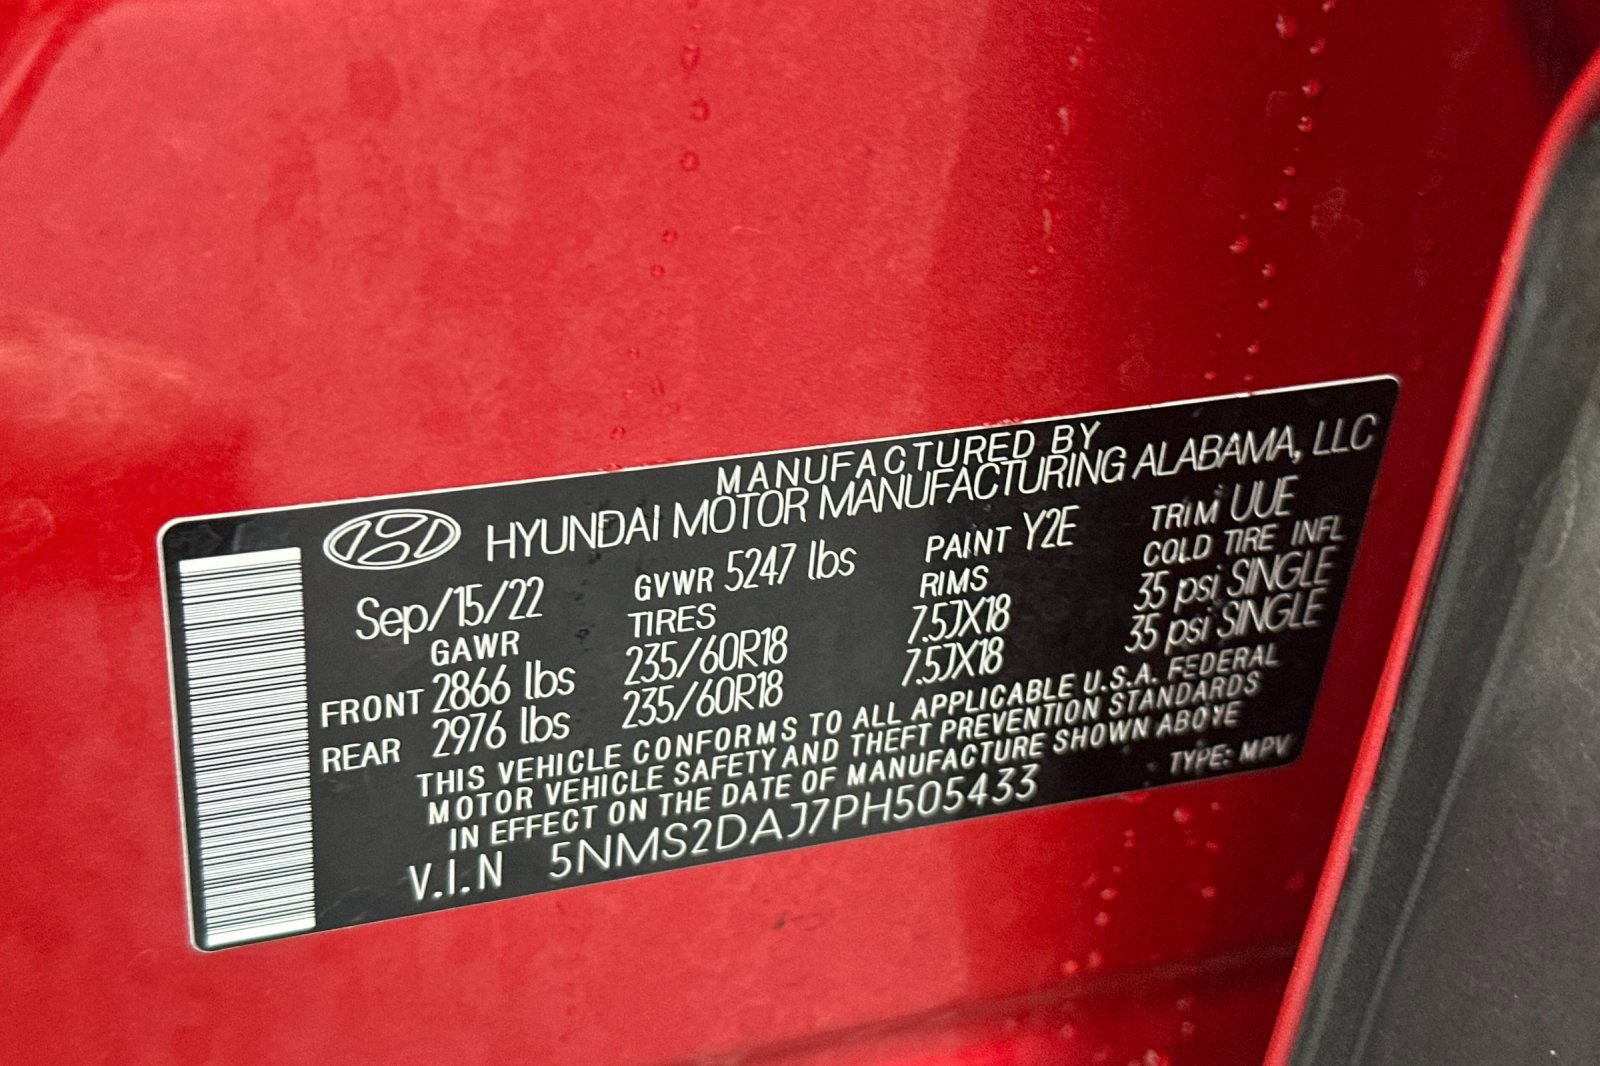 MANUFACTURED BY
HYUNDAI MOTOR MANUFACTURING ALABAMA, LLC
Sep/15/22 GVWR 5247 lbs PAINT Y2E TRIM UUE
GAWR TIRES RIMS COLD TIRE INFL
FRONT 2866 lbs 235/60R18 7.5JX18 35 psi SINGLE
REAR 2976 lbs 235/60R18 7.5JX18 35 psi SINGLE
THIS VEHICLE CONFORMS TO ALL APPLICABLE U.S.A. FEDERAL
MOTOR VEHICLE SAFETY AND THEFT PREVENTION STANDARDS
IN EFFECT ON THE DATE OF MANUFACTURE SHOWN ABOVE
V.I.N 5NMS2DAJ7PH505433 TYPE: MPV